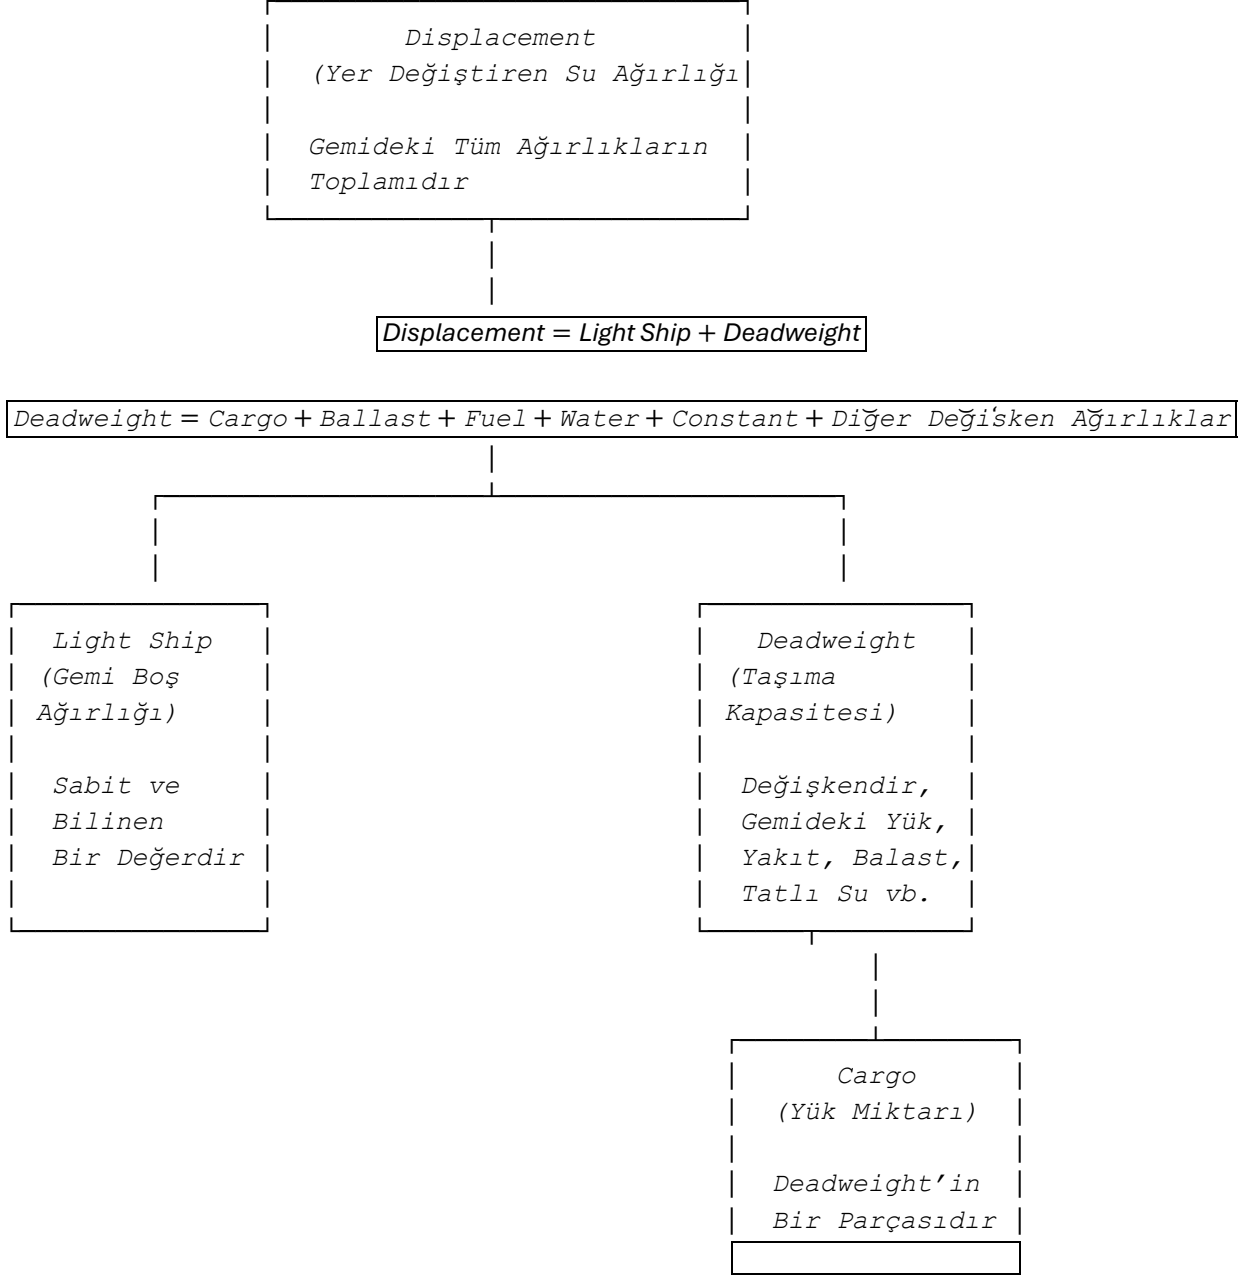 Displacement
(Yer Değiştiren Su Ağırlığı
Gemideki Tüm Ağırlıkların
Toplamıdır
Displacement = Light Ship + Deadweight
Deadweight = Cargo + Ballast + Fuel + Water + Constant + Diğer Değişken Ağırlıklar
Light Ship
(Gemi Boş
Ağırlığı)
Sabit ve
Bilinen
Bir Değerdir
Deadweight
(Taşıma
Kapasitesi)
Değişkendir,
Gemideki Yük,
Yakıt, Balast,
Tatlı Su vb.
Cargo
(Yük Miktarı)
Deadweight’in
Bir Parçasıdır